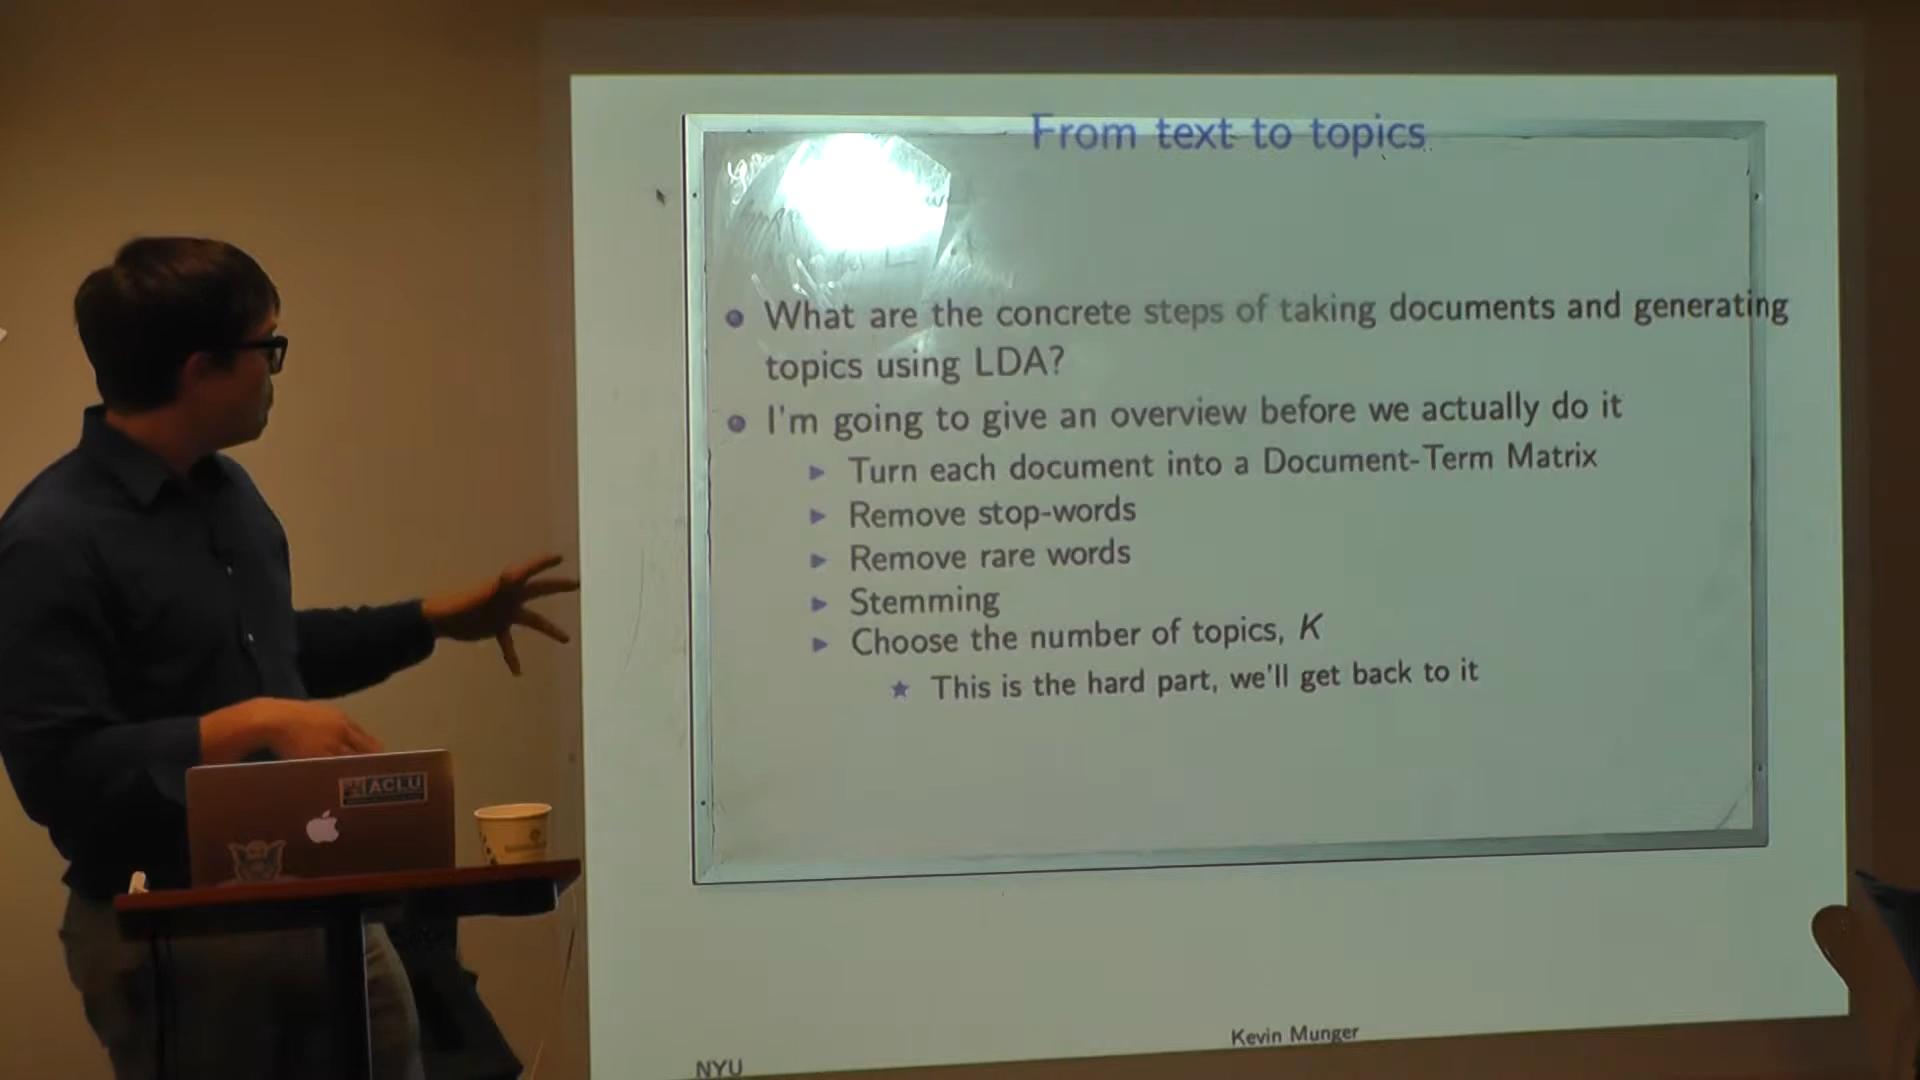 From text to topics
What are the concrete steps of taking documents and generating
topics using LDA?
I'm going to give an overview before we actually do it
Turn each document into a Document-Term Matrix
Remove stop-words
Remove rare words
Stemming
Choose the number of topics, K
This is the hard part, we'll get back to it
ACLU
Kevin Munger
NYU